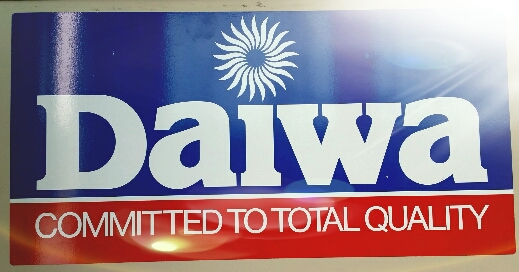 Daiwa
COMMITTED TO TOTAL QUALITY